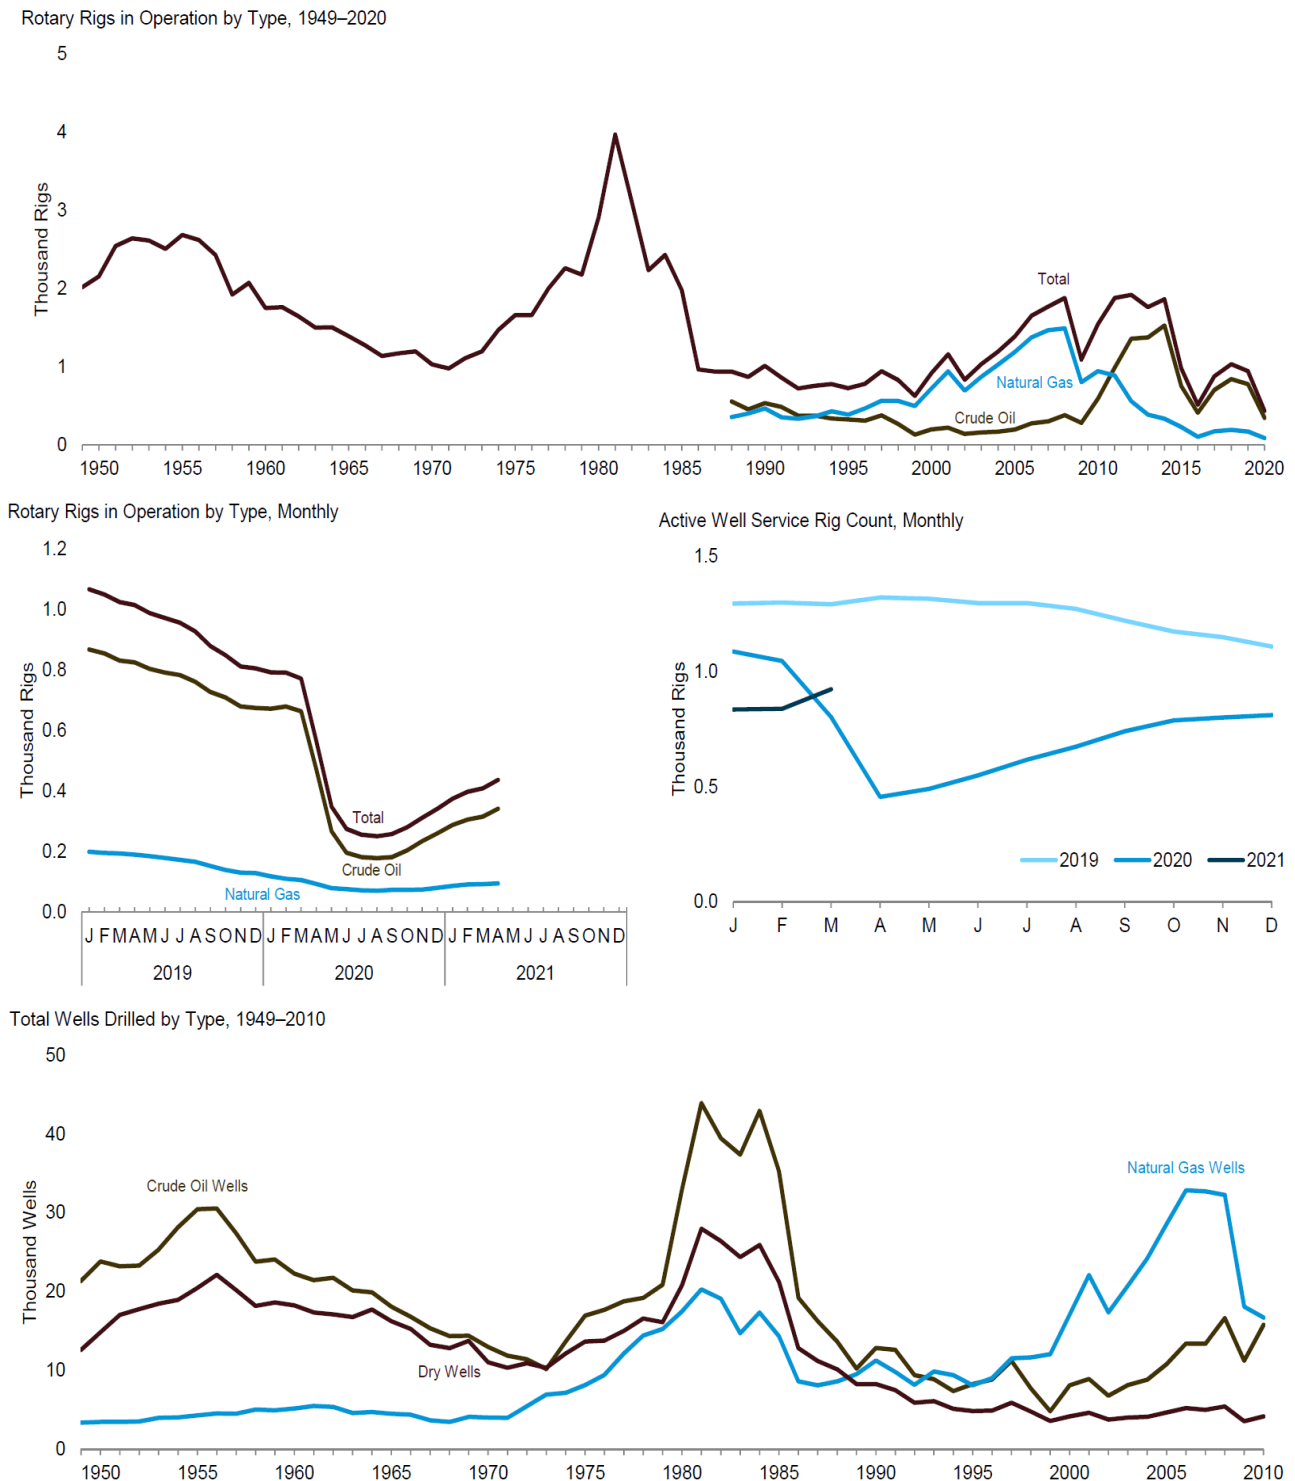 Rotary Rigs in Operation by Type, 1949–2020
5
4
3
2
1
0
Thousand Rigs
Total
Natural Gas
Crude Oil
1950 1955 1960 1965 1970 1975 1980 1985 1990 1995 2000 2005 2010 2015 2020
Rotary Rigs in Operation by Type, Monthly
1.2
1.0
0.8
0.6
0.4
0.2
0.0
Thousand Rigs
Total
Crude Oil
Natural Gas
J F M A M J J A S O N D J F M A M J J A S O N D J F M A M J J A S O N D
2019 2020 2021
Active Well Service Rig Count, Monthly
1.5
1.0
0.5
0.0
Thousand Rigs
2019 2020 2021
J F M A M J J A S O N D
Total Wells Drilled by Type, 1949–2010
50
40
30
20
10
0
Thousand Wells
Crude Oil Wells
Natural Gas Wells
Dry Wells
1950 1955 1960 1965 1970 1975 1980 1985 1990 1995 2000 2005 2010